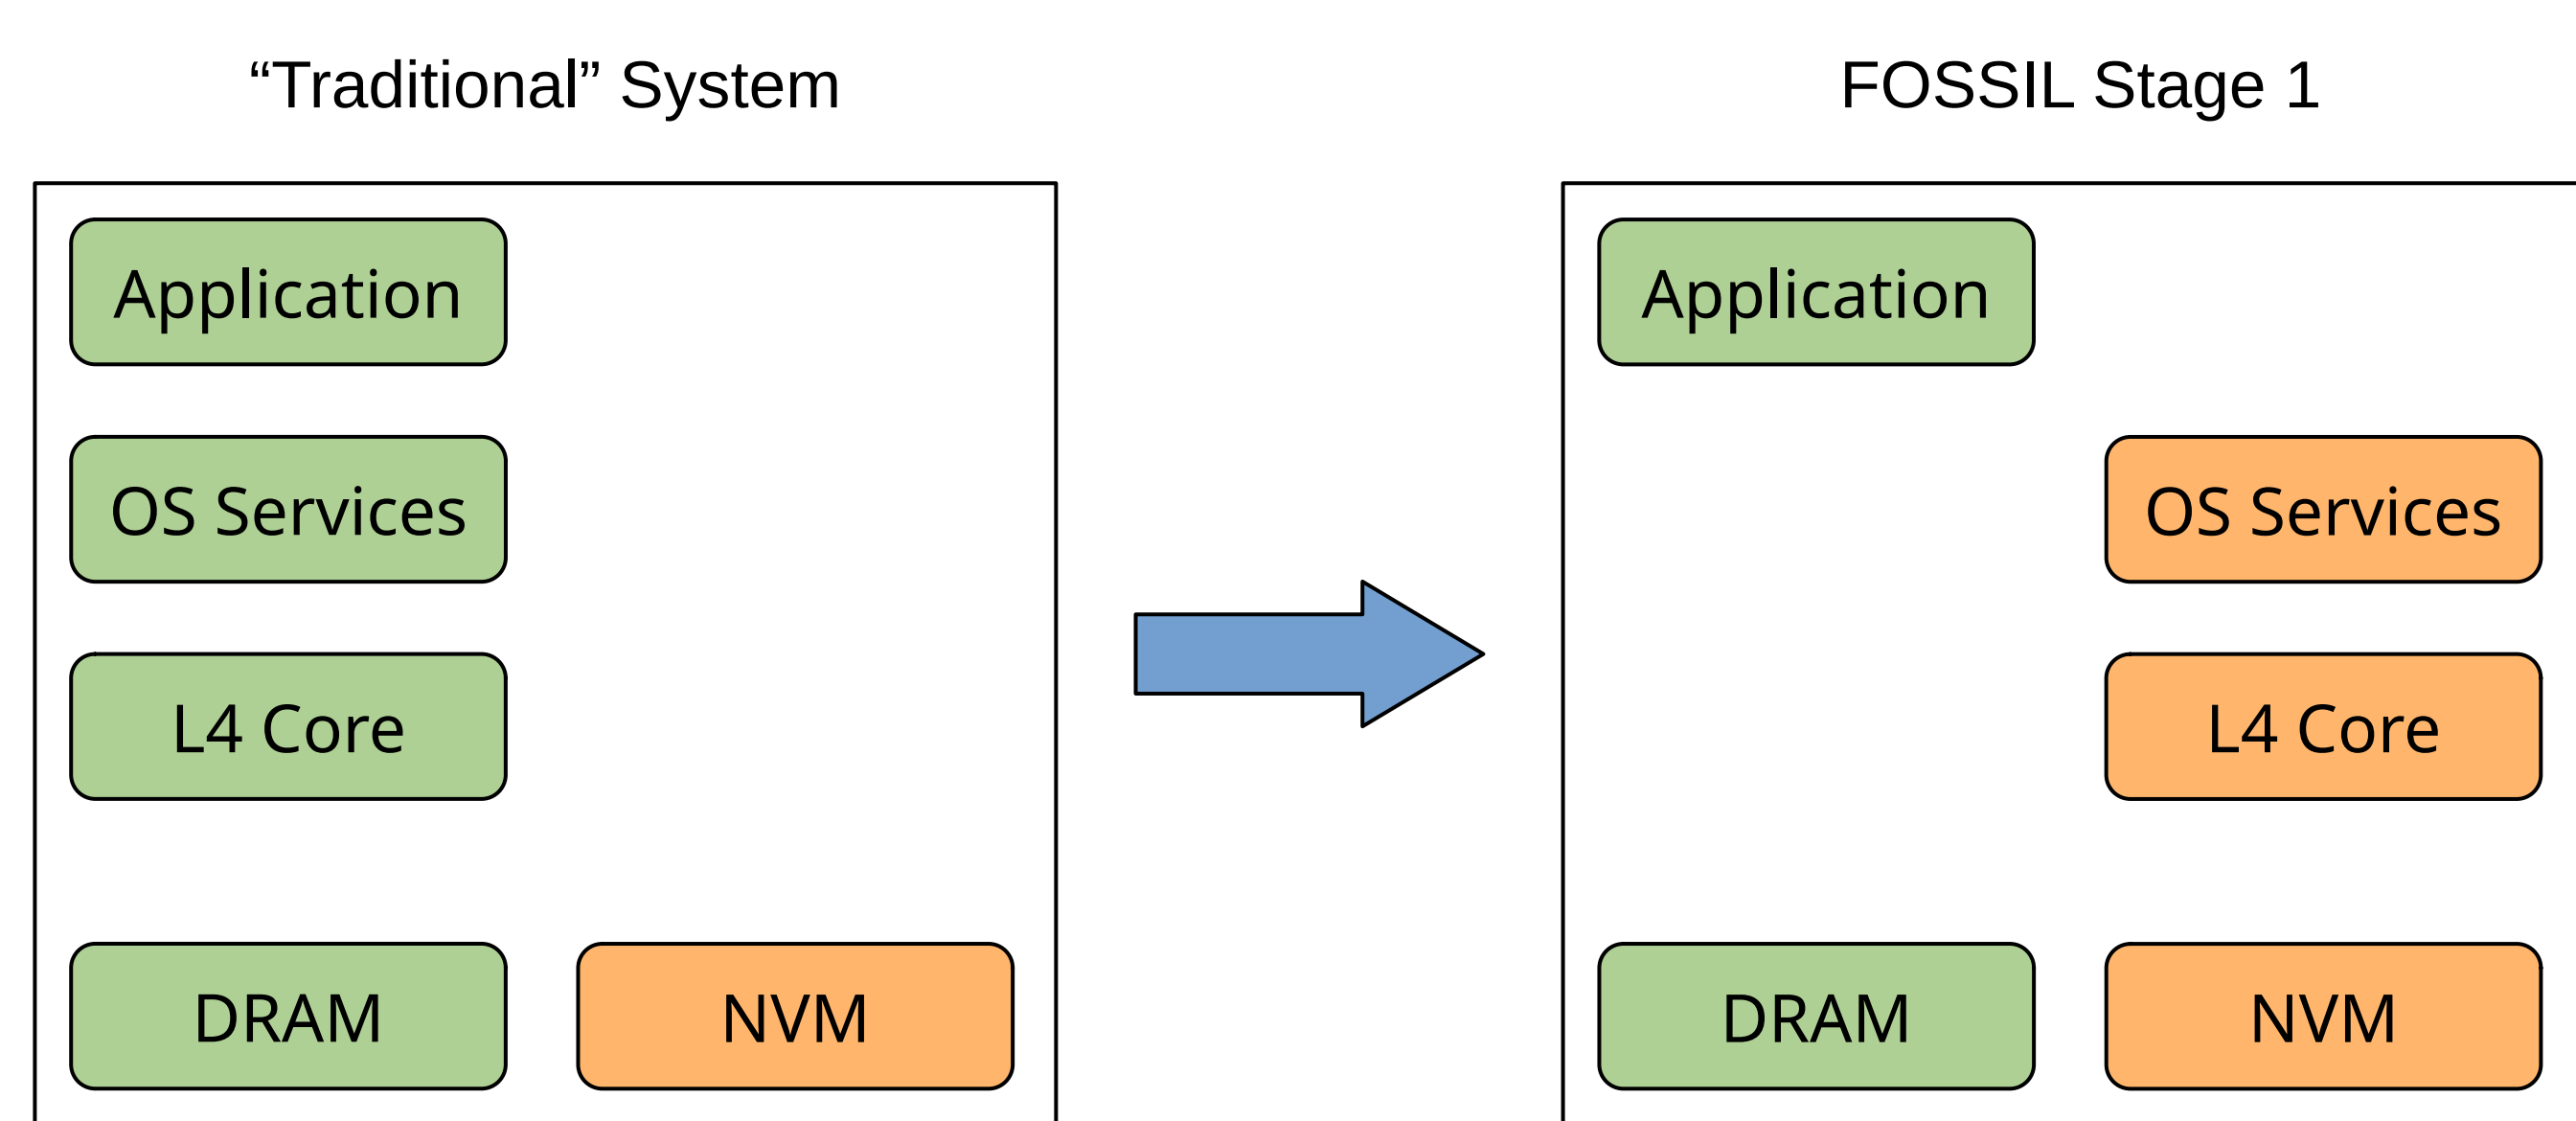 “Traditional” System
FOSSIL Stage 1
Application
OS Services
L4 Core
DRAM
NVM
Application
OS Services
L4 Core
DRAM
NVM